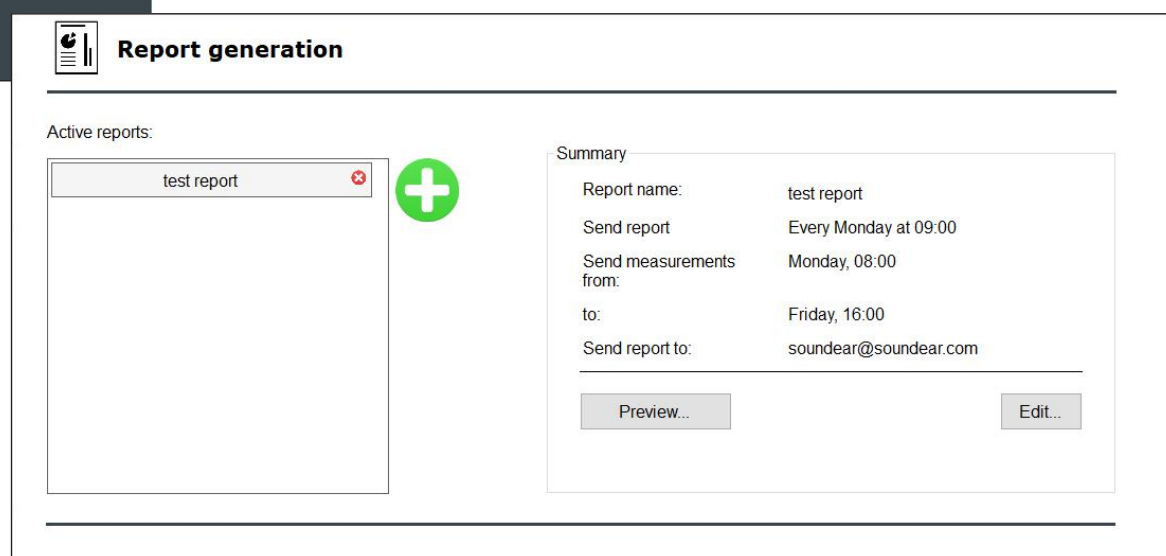 Report generation
Active reports:
test report
Summary
Report name: test report
Send report Every Monday at 09:00
Send measurements Monday, 08:00
from:
to: Friday, 16:00
Send report to: soundear@soundear.com
Preview... Edit...